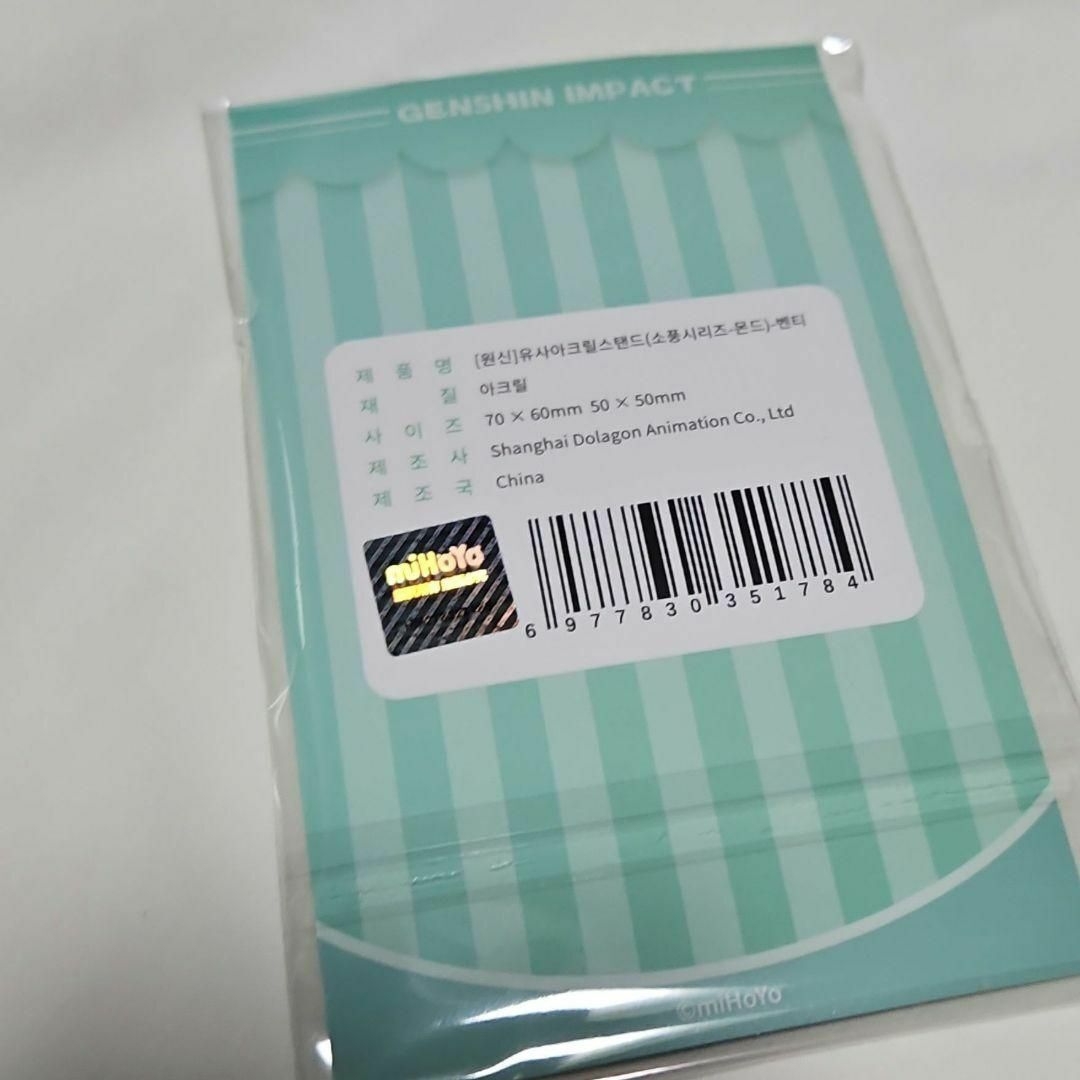 GENSHIN IMPACT
제품명 [원신]유사아크릴스탠드(소풍시리즈-몬드)-벤티
재질 아크릴
사이즈 70 × 60mm 50 × 50mm
제조사 Shanghai Dolagon Animation Co., Ltd
제조국 China
miHoYo
6 977830 351784
©miHoYo